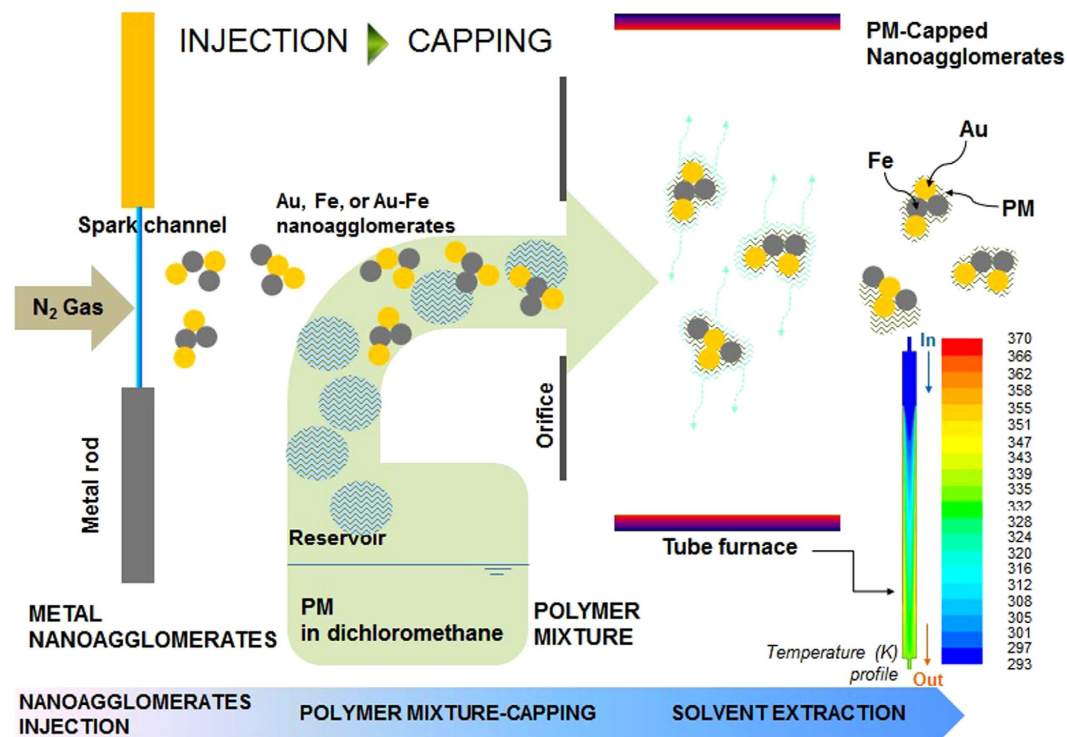 INJECTION CAPPING
PM-Capped
Nanoagglomerates
Au
Fe
PM
Spark channel
Au, Fe, or Au-Fe
nanoagglomerates
N2 Gas
Metal rod
Orifice
Reservoir
PM
in dichloromethane
METAL
NANOAGGLOMERATES
POLYMER
MIXTURE
Tube furnace
In
Out
Temperature (K)
profile
370
366
362
358
355
351
347
343
339
335
328
324
320
316
312
308
305
301
297
293
NANOAGGLOMERATES
INJECTION
POLYMER MIXTURE-CAPPING
SOLVENT EXTRACTION